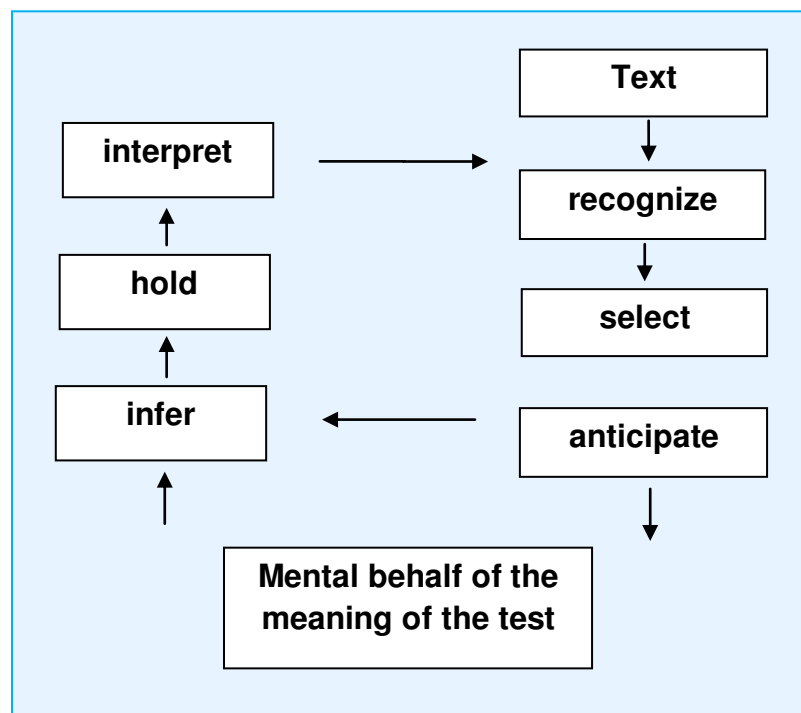 Text
interpret
recognize
hold
select
infer
anticipate
Mental behalf of the
meaning of the test